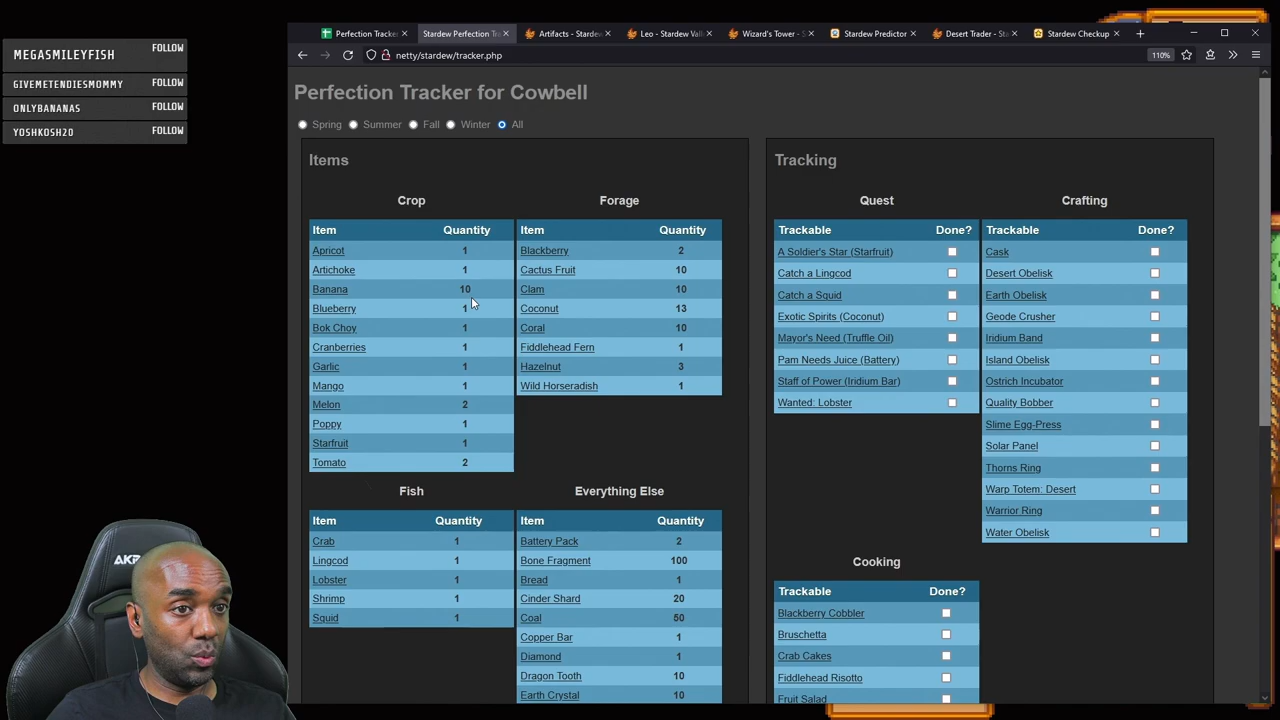 MEGASMILEYFISH FOLLOW
GIVEMETENDIESMOMMY FOLLOW
ONLYBANANAS FOLLOW
YOSHKOSH20 FOLLOW
Perfection Tracker
Stardew Perfection Tra
Artifacts - Stardew
Leo - Stardew Vall
Wizard's Tower - S
Stardew Predictor
Desert Trader - Sta
Stardew Checkup
netty/stardew/tracker.php
110%
Perfection Tracker for Cowbell
Spring Summer Fall Winter All
Items
Crop
Item Quantity
Apricot 1
Artichoke 1
Banana 10
Blueberry 1
Bok Choy 1
Cranberries 1
Garlic 1
Mango 1
Melon 2
Poppy 1
Starfruit 1
Tomato 2
Forage
Item Quantity
Blackberry 2
Cactus Fruit 10
Clam 10
Coconut 13
Coral 10
Fiddlehead Fern 1
Hazelnut 3
Wild Horseradish 1
Fish
Item Quantity
Crab 1
Lingcod 1
Lobster 1
Shrimp 1
Squid 1
Everything Else
Item Quantity
Battery Pack 2
Bone Fragment 100
Bread 1
Cinder Shard 20
Coal 50
Copper Bar 1
Diamond 1
Dragon Tooth 10
Earth Crystal 10
Tracking
Quest
Trackable Done?
A Soldier's Star (Starfruit)
Catch a Lingcod
Catch a Squid
Exotic Spirits (Coconut)
Mayor's Need (Truffle Oil)
Pam Needs Juice (Battery)
Staff of Power (Iridium Bar)
Wanted: Lobster
Crafting
Trackable Done?
Cask
Desert Obelisk
Earth Obelisk
Geode Crusher
Iridium Band
Island Obelisk
Ostrich Incubator
Quality Bobber
Slime Egg-Press
Solar Panel
Thorns Ring
Warp Totem: Desert
Warrior Ring
Water Obelisk
Cooking
Trackable Done?
Blackberry Cobbler
Bruschetta
Crab Cakes
Fiddlehead Risotto
Fruit Salad
AKR